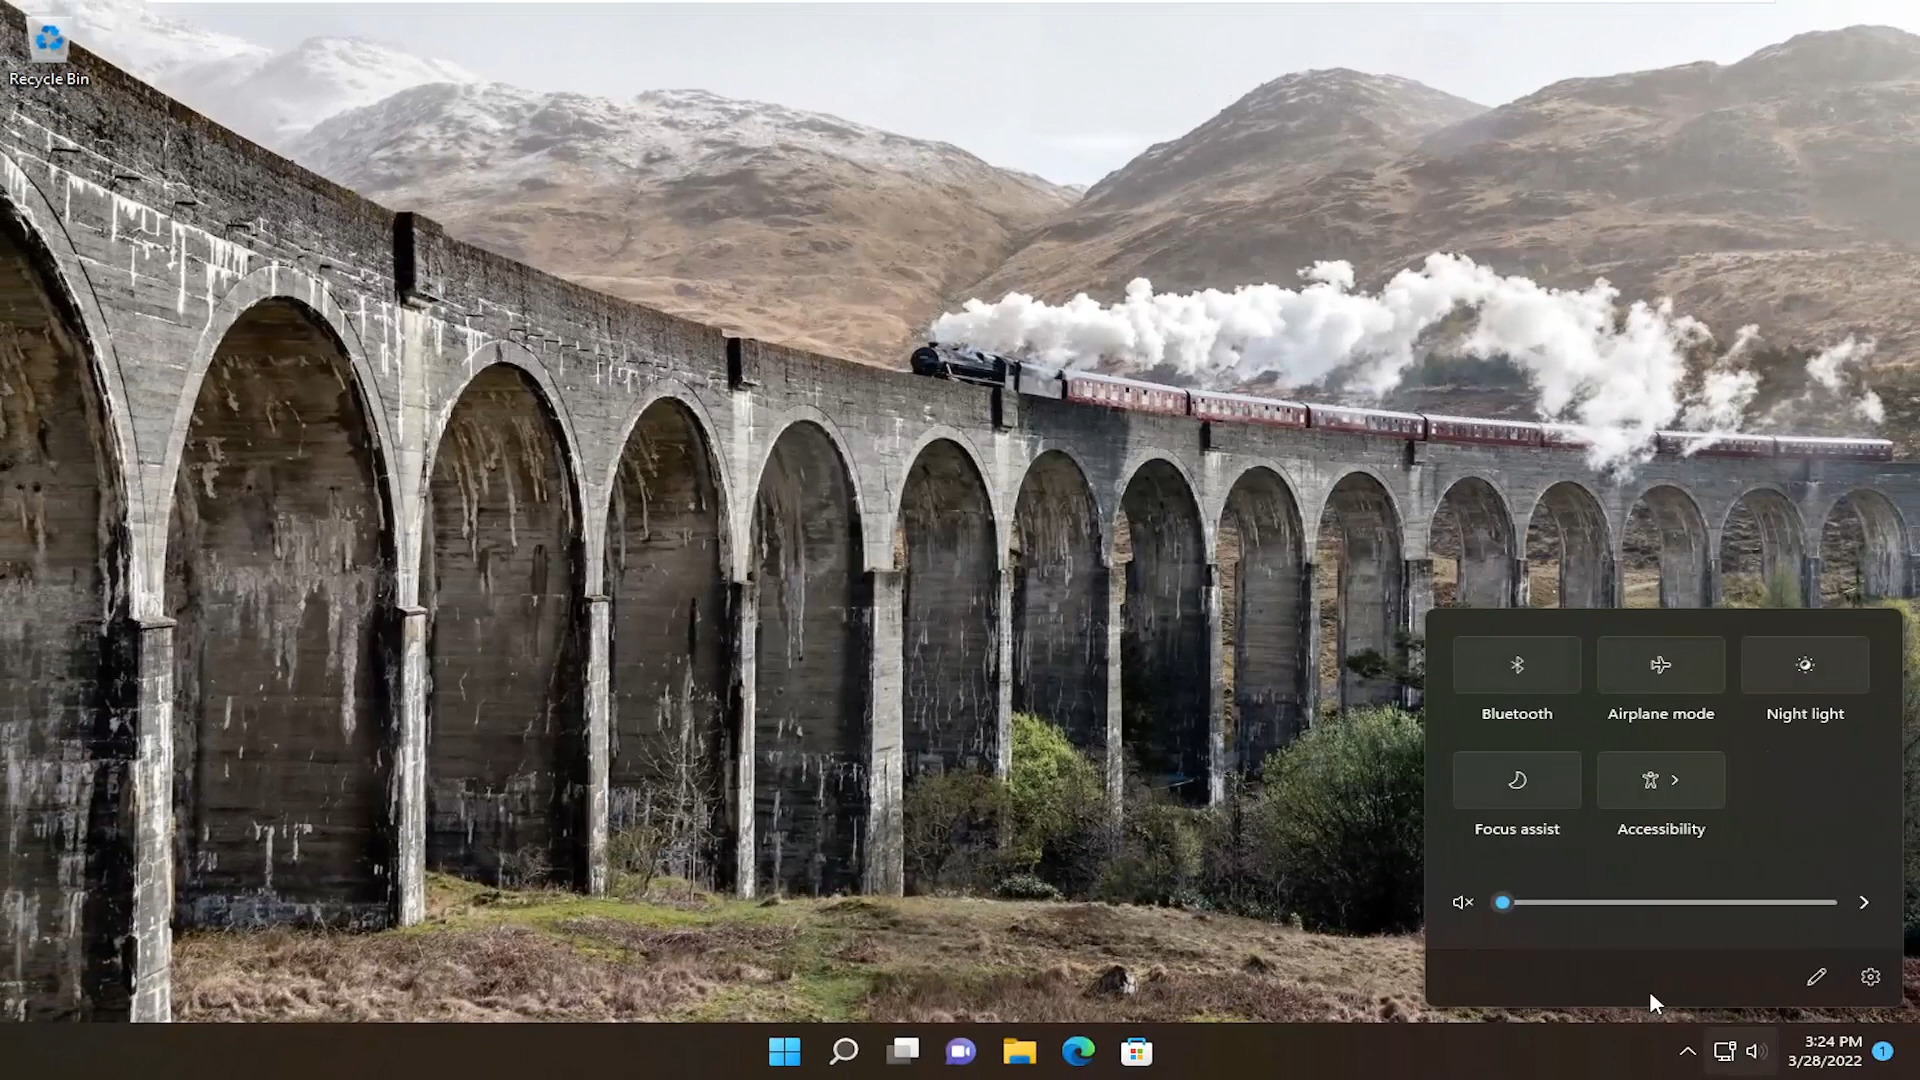 Recycle Bin
Bluetooth
Airplane mode
Night light
Focus assist
Accessibility
3:24 PM
3/28/2022
1